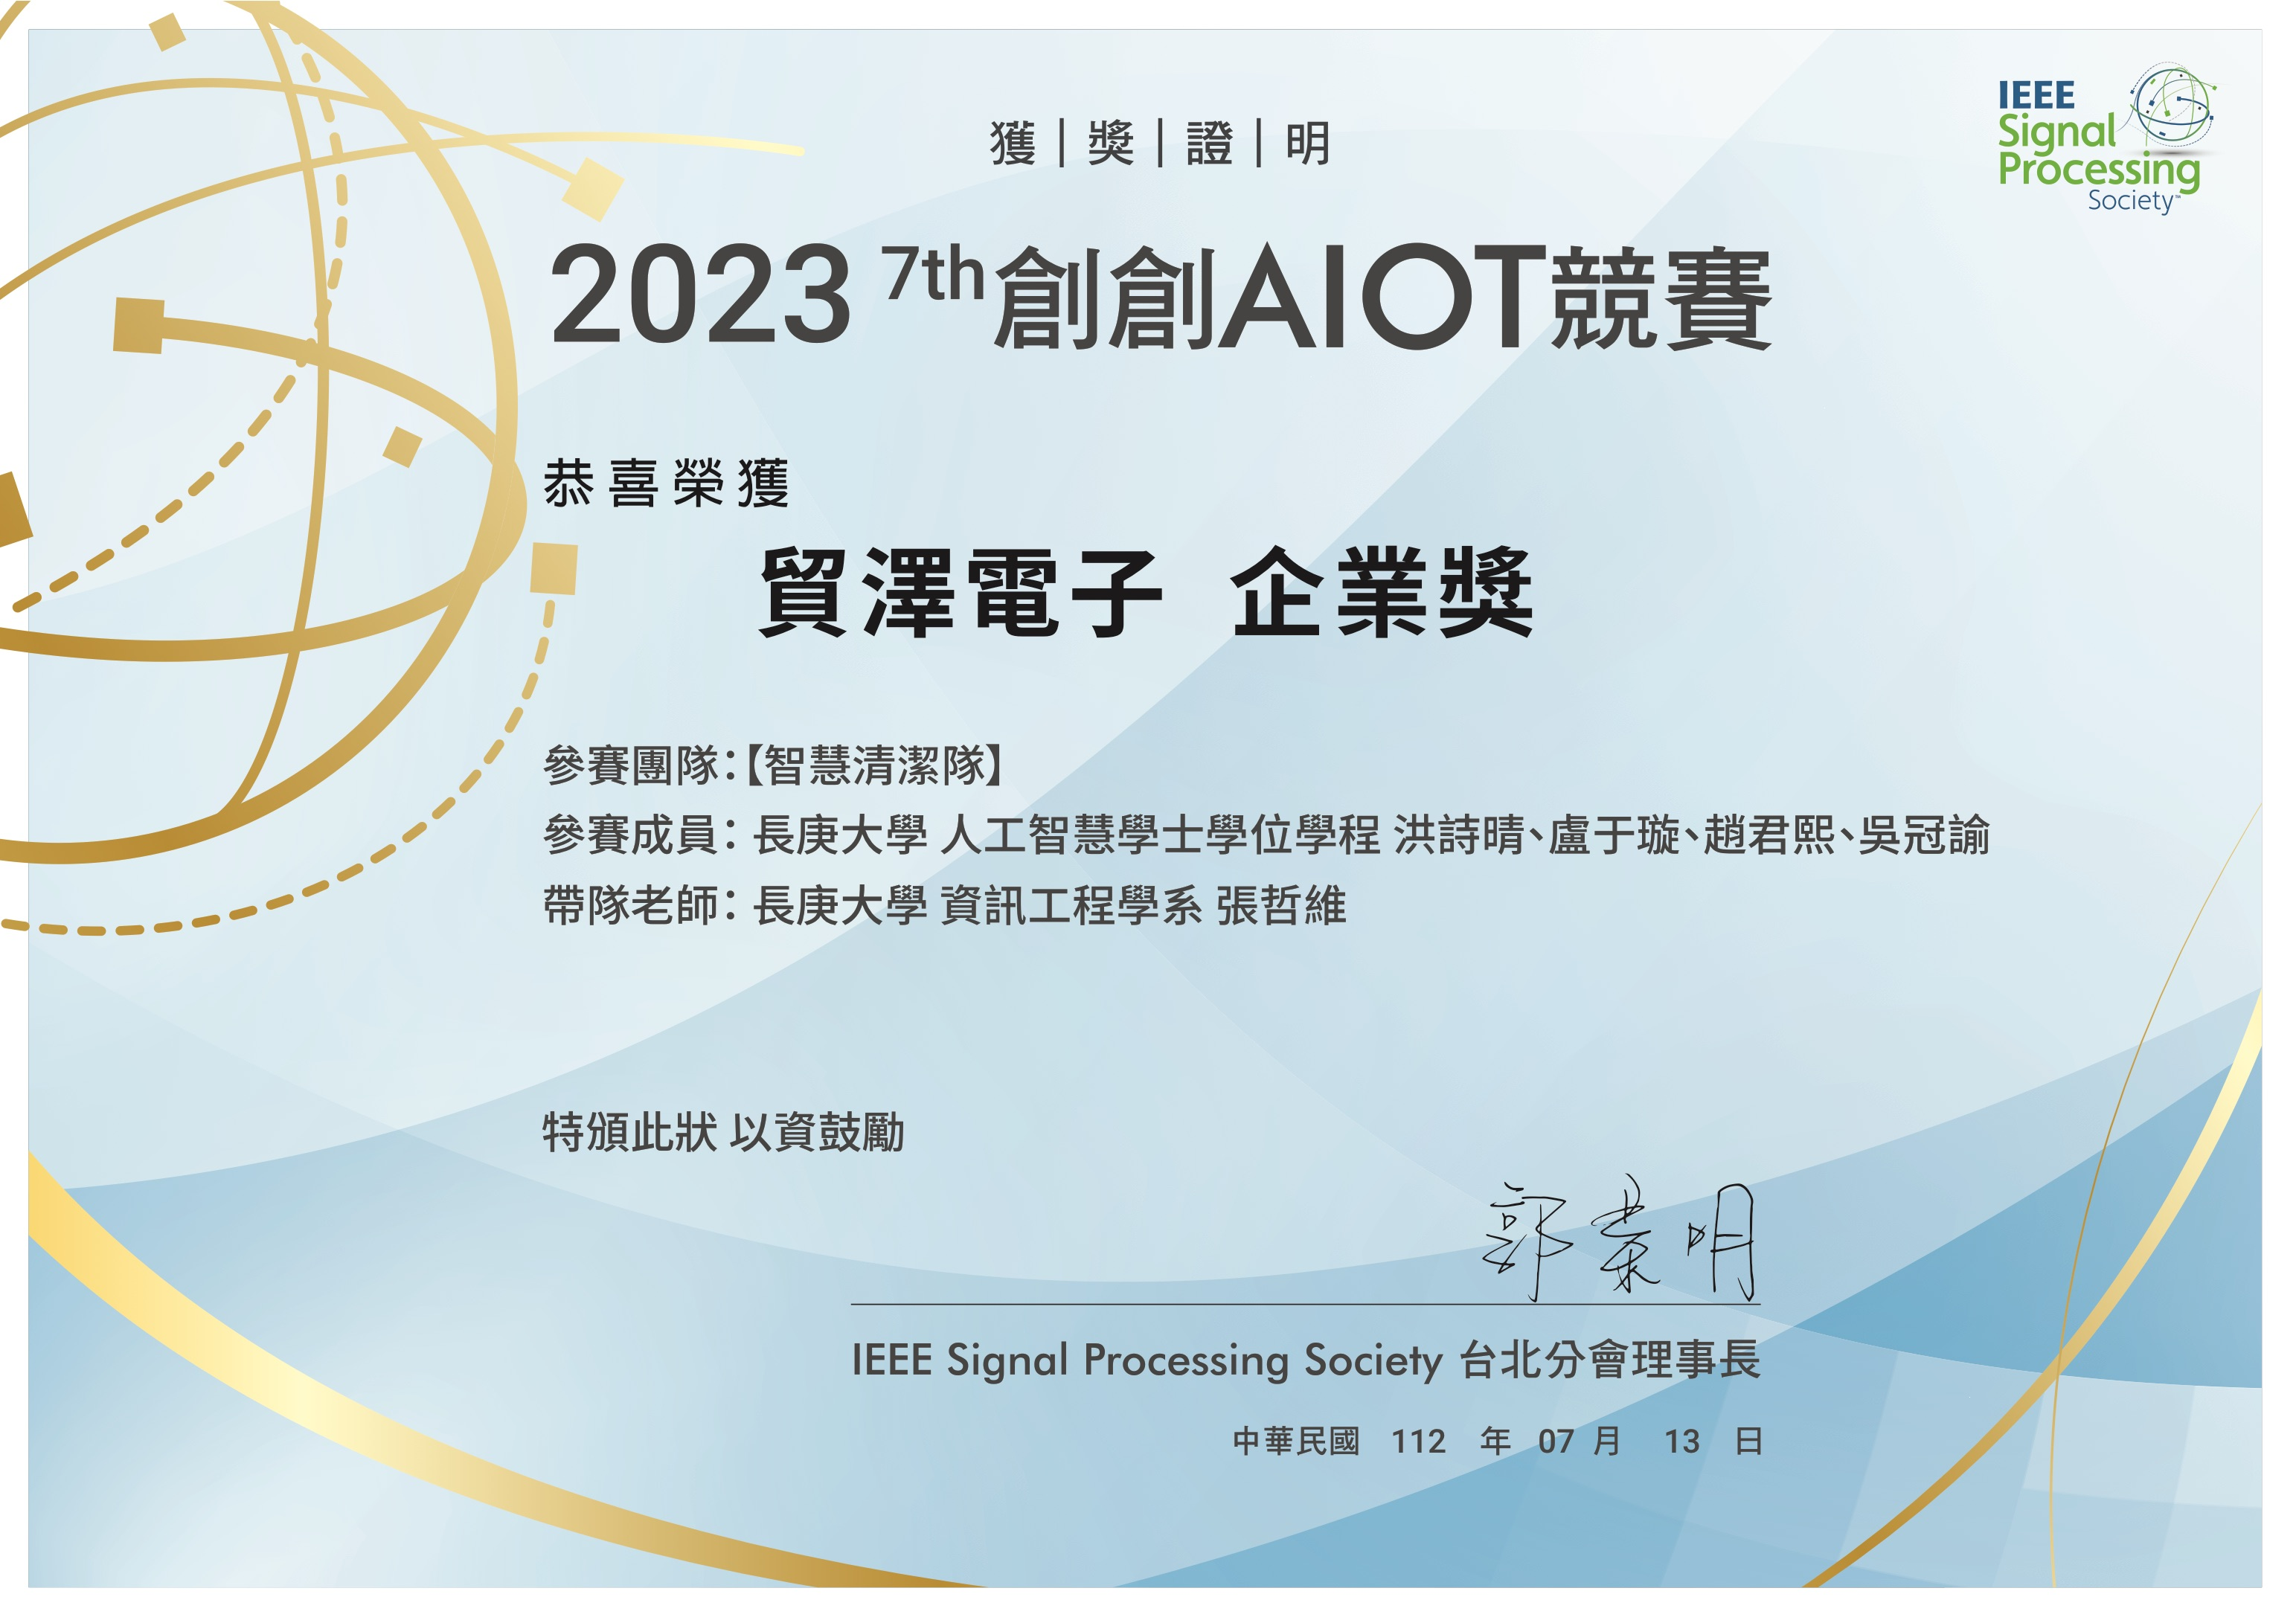 獲｜獎｜證｜明
IEEE
Signal
Processing
Society™
2023 7th創創AIOT競賽
恭喜榮獲
貿澤電子 企業獎
參賽團隊：【智慧清潔隊】
參賽成員：長庚大學 人工智慧學士學位學程 洪詩晴、盧于璇、趙君熙、吳冠諭
帶隊老師：長庚大學 資訊工程學系 張哲維
特頒此狀 以資鼓勵
IEEE Signal Processing Society 台北分會理事長
中華民國 112 年 07 月 13 日